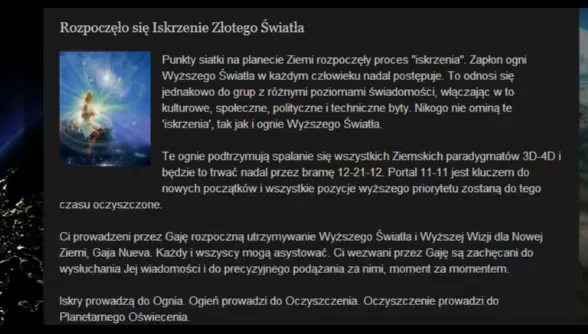 Rozpoczęło się Iskrzenie Złotego Światła
Punkty siatki na planecie Ziemi rozpoczęły proces "iskrzenia". Zapłon ogni
Wyższego Światła w każdym człowieku nadal postępuje. To odnosi się
jednakowo do grup z różnymi poziomami świadomości, włączając w to
kulturowe, społeczne, polityczne i techniczne byty. Nikogo nie ominą te
'iskrzenia', tak jak i ognie Wyższego Światła.
Te ognie podtrzymują spalanie się wszystkich Ziemskich paradygmatów 3D-4D i
będzie to trwać nadal przez bramę 12-21-12. Portal 11-11 jest kluczem do
nowych początków i wszystkie pozycje wyższego priorytetu zostaną do tego
czasu oczyszczone.
Ci prowadzeni przez Gaję rozpoczną utrzymywanie Wyższego Światła i Wyższej Wizji dla Nowej
Ziemi, Gaja Nueva. Każdy i wszyscy mogą asystować. Ci wezwani przez Gaję są zachęcani do
wysłuchania Jej wiadomości i do precyzyjnego podążania za nimi, moment za momentem.
Iskry prowadzą do Ognia. Ogień prowadzi do Oczyszczenia. Oczyszczenie prowadzi do
Planetarnego Oświecenia.